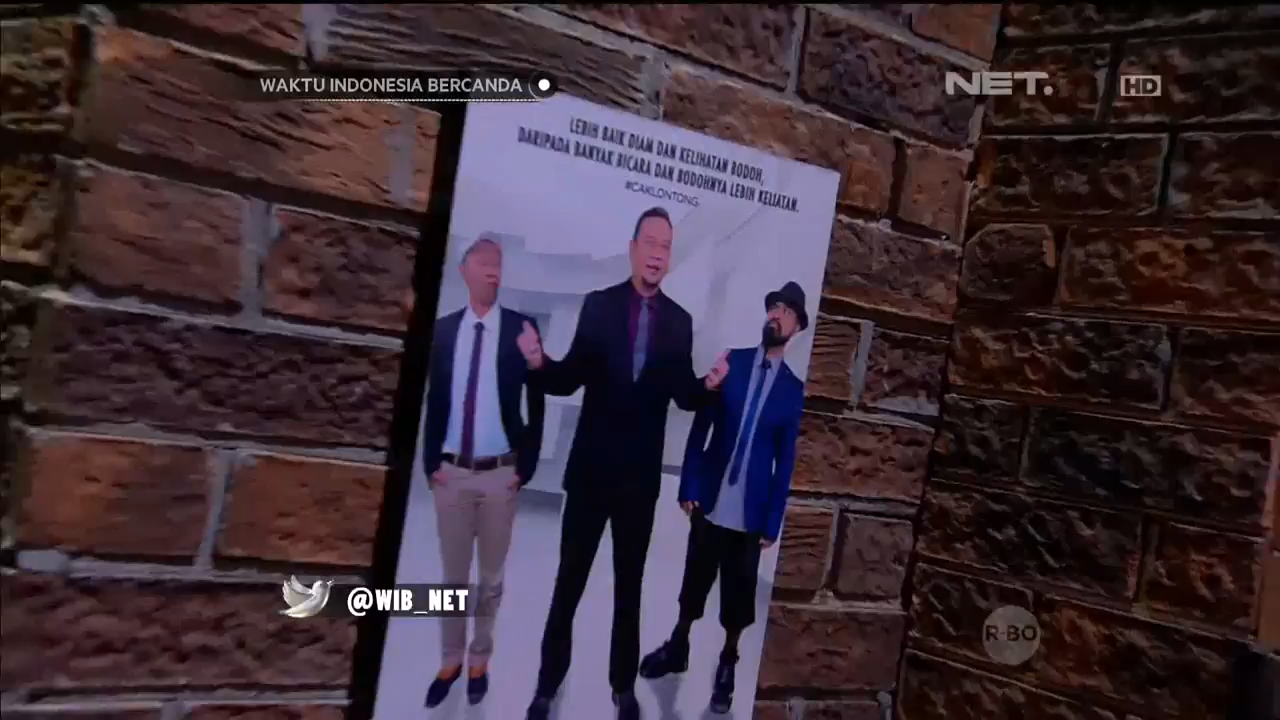 WAKTU INDONESIA BERCANDA
NET.
HD
LEBIH BAIK DIAM DAN KELIHATAN BODOH,
DARIPADA BANYAK BICARA DAN BODOHNYA LEBIH KELIATAN.
#CAKLONTONG
@WIB_NET
R-BO